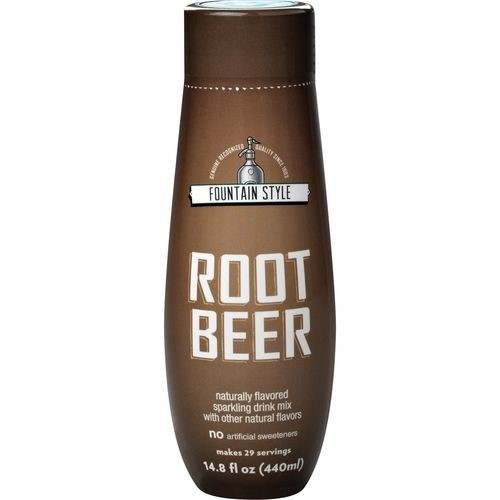 GENUINE RECOGNIZED QUALITY SINCE 1903
FOUNTAIN STYLE
ROOT
BEER
naturally flavored
sparkling drink mix
with other natural flavors
no artificial sweeteners
makes 29 servings
14.8 fl oz (440ml)